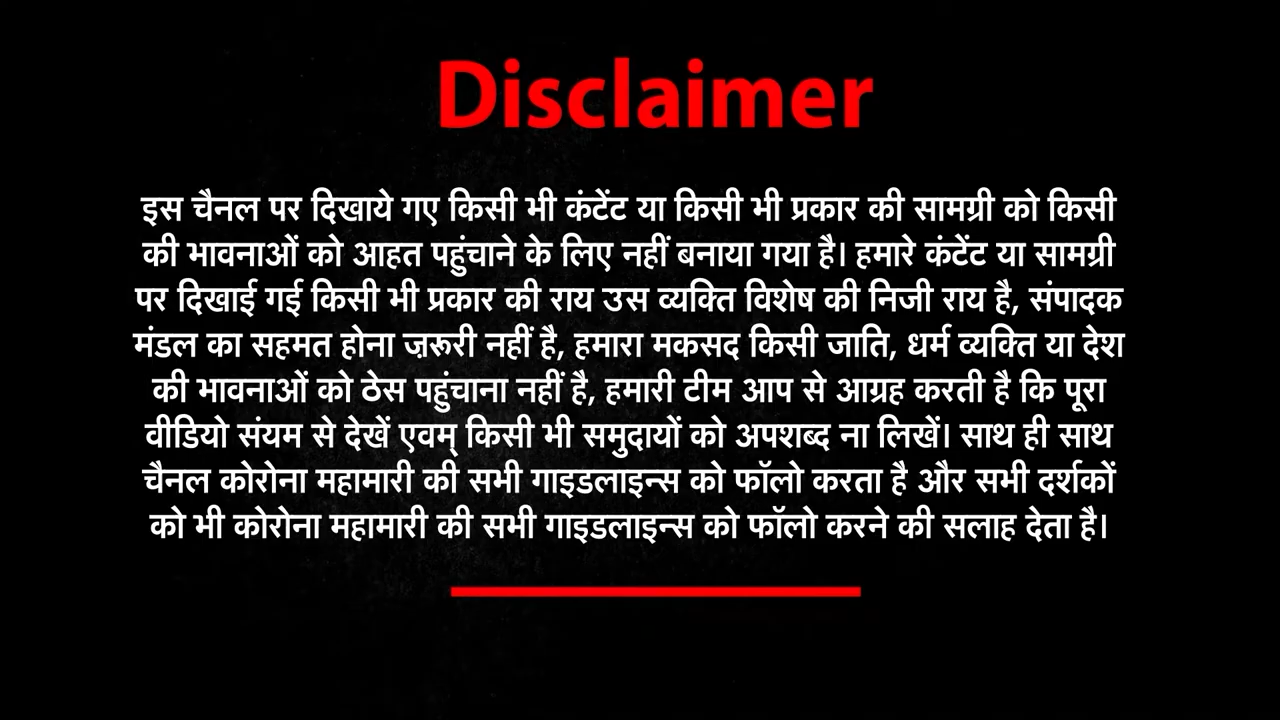 Disclaimer
इस चैनल पर दिखाये गए किसी भी कंटेंट या किसी भी प्रकार की सामग्री को किसी
की भावनाओं को आहत पहुंचाने के लिए नहीं बनाया गया है। हमारे कंटेंट या सामग्री
पर दिखाई गई किसी भी प्रकार की राय उस व्यक्ति विशेष की निजी राय है, संपादक
मंडल का सहमत होना ज़रूरी नहीं है, हमारा मकसद किसी जाति, धर्म व्यक्ति या देश
की भावनाओं को ठेस पहुंचाना नहीं है, हमारी टीम आप से आग्रह करती है कि पूरा
वीडियो संयम से देखें एवम् किसी भी समुदायों को अपशब्द ना लिखें। साथ ही साथ
चैनल कोरोना महामारी की सभी गाइडलाइन्स को फॉलो करता है और सभी दर्शकों
को भी कोरोना महामारी की सभी गाइडलाइन्स को फॉलो करने की सलाह देता है।